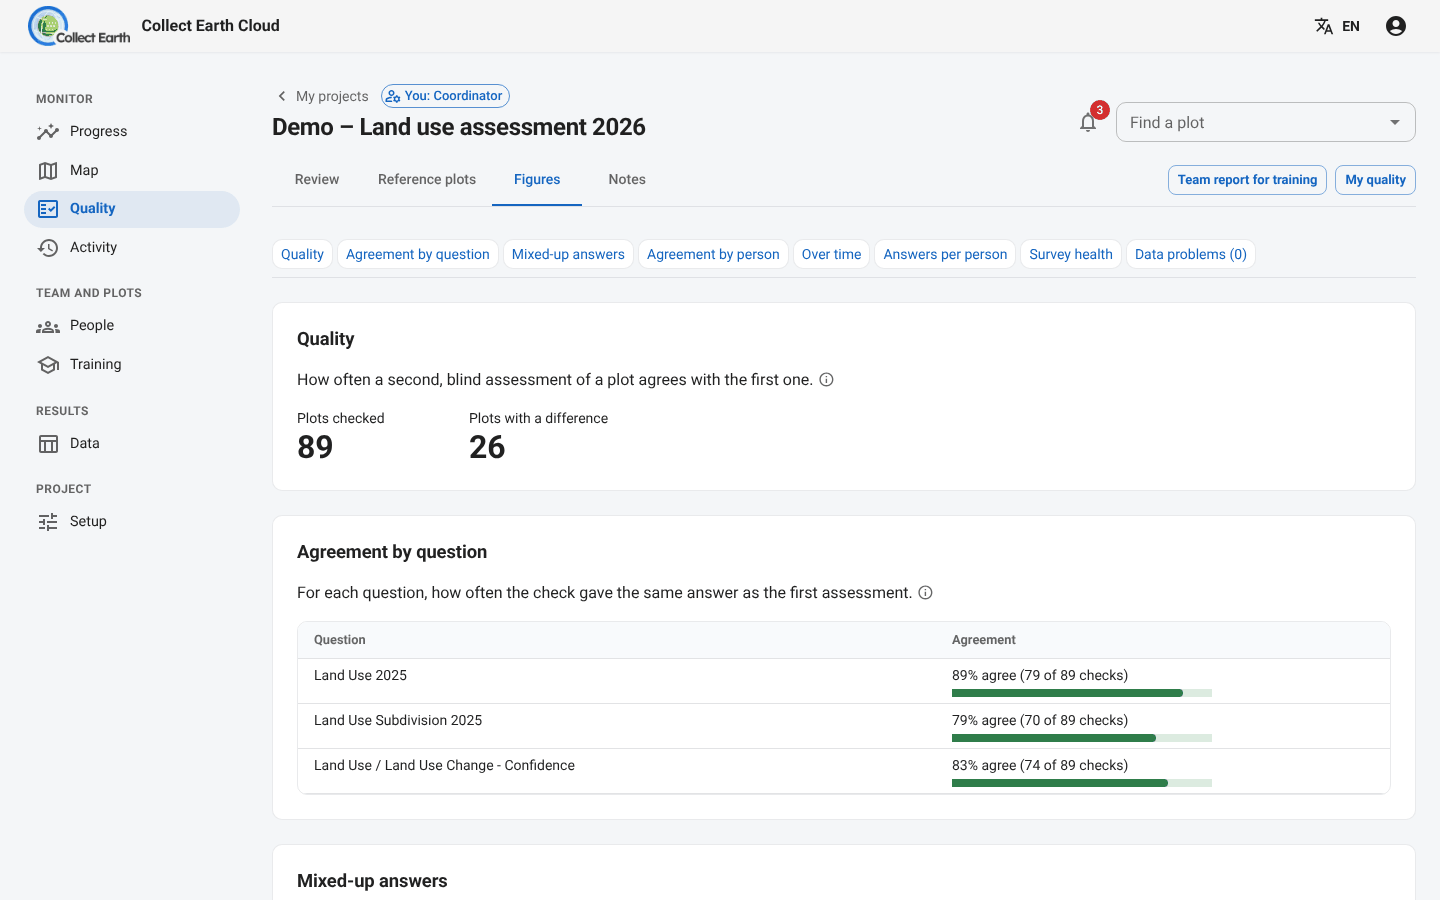 Collect Earth
Collect Earth Cloud
EN
MONITOR
Progress
Map
Quality
Activity
TEAM AND PLOTS
People
Training
RESULTS
Data
PROJECT
Setup
My projects
You: Coordinator
Demo – Land use assessment 2026
3
Find a plot
Review
Reference plots
Figures
Notes
Team report for training
My quality
Quality
Agreement by question
Mixed-up answers
Agreement by person
Over time
Answers per person
Survey health
Data problems (0)
Quality
How often a second, blind assessment of a plot agrees with the first one.
Plots checked
89
Plots with a difference
26
Agreement by question
For each question, how often the check gave the same answer as the first assessment.
Question
Agreement
Land Use 2025
89% agree (79 of 89 checks)
Land Use Subdivision 2025
79% agree (70 of 89 checks)
Land Use / Land Use Change - Confidence
83% agree (74 of 89 checks)
Mixed-up answers